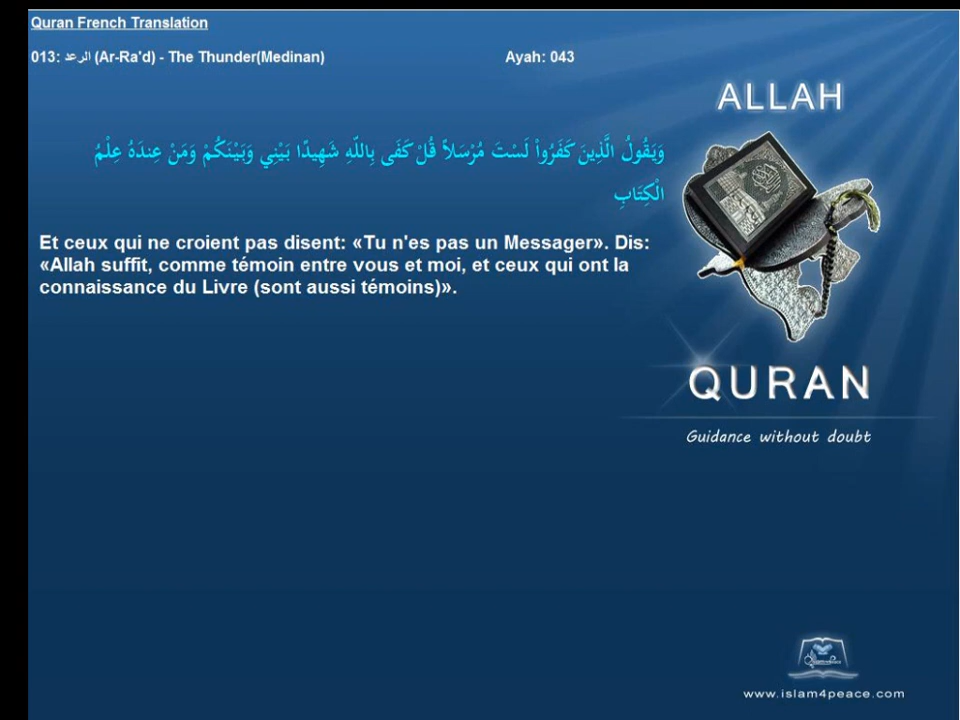 Quran French Translation
013: الرعد (Ar-Ra'd) - The Thunder(Medinan) Ayah: 043
ALLAH
وَيَقُولُ الَّذِينَ كَفَرُواْ لَسْتَ مُرْسَلاً قُلْ كَفَى بِاللّهِ شَهِيدًا بَيْنِي وَبَيْنَكُمْ وَمَنْ عِندَهُ عِلْمُ
الْكِتَابِ
Et ceux qui ne croient pas disent: «Tu n'es pas un Messager». Dis:
«Allah suffit, comme témoin entre vous et moi, et ceux qui ont la
connaissance du Livre (sont aussi témoins)».
QURAN
Guidance without doubt
www.islam4peace.com